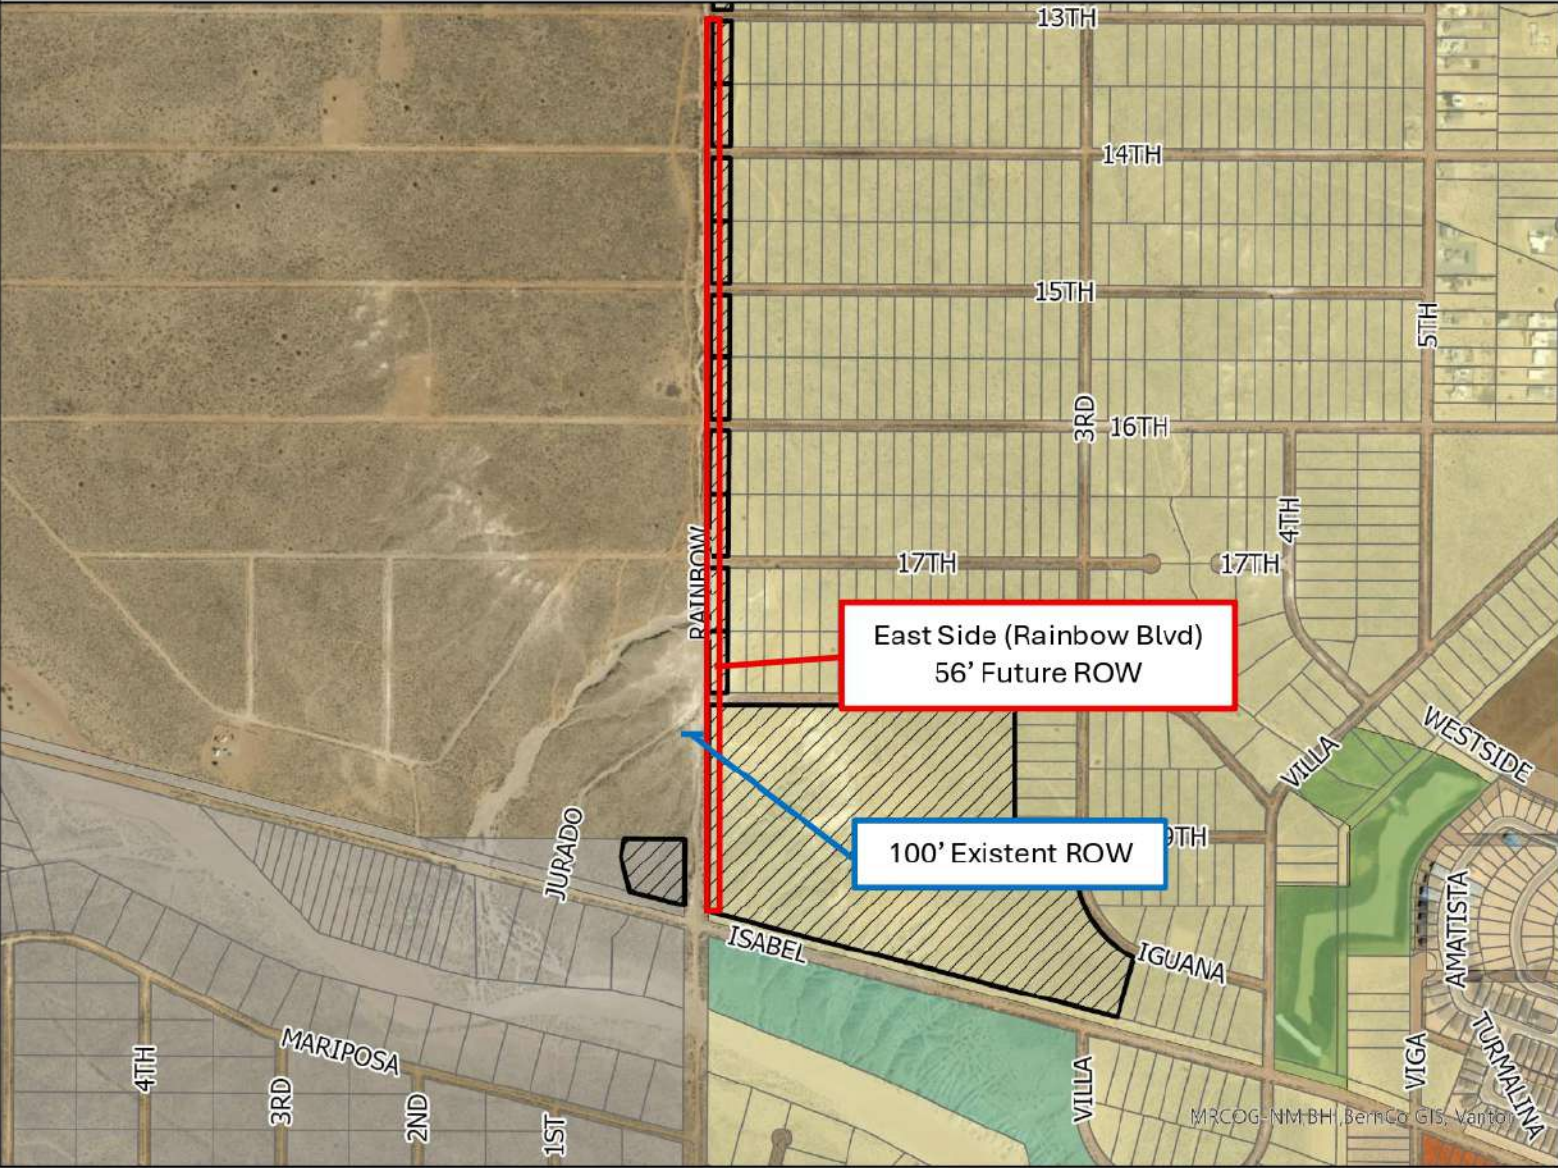 13TH
14TH
15TH
5TH
3RD
16TH
4TH
RAINBOW
17TH
17TH
East Side (Rainbow Blvd)
56' Future ROW
WESTSIDE
VILLA
JURADO
100' Existent ROW
9TH
AMATISTA
ISABEL
IGUANA
MARIPOSA
4TH
3RD
2ND
1ST
VILLA
VIGA
TURMALINA
MRCOG-NM,BHI,BernCo GIS, Vantor